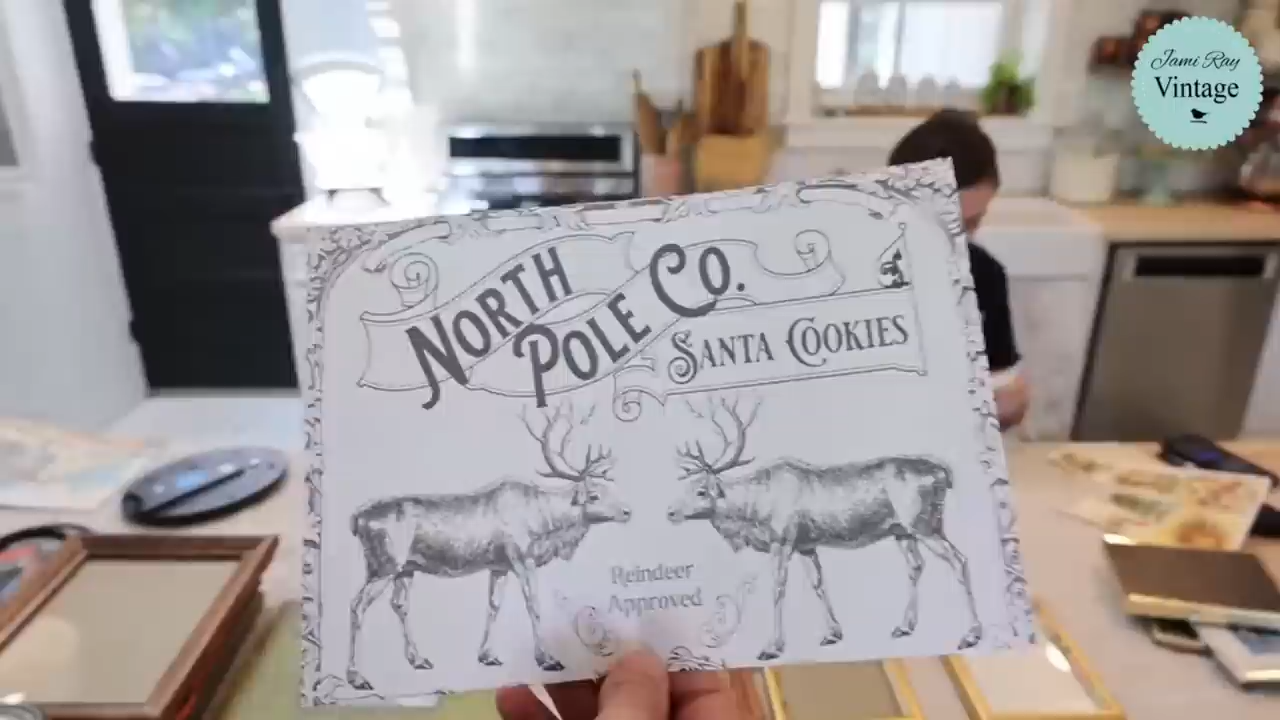 Jami Ray
Vintage
NORTH
POLE CO.
SANTA COOKIES
Reindeer
Approved